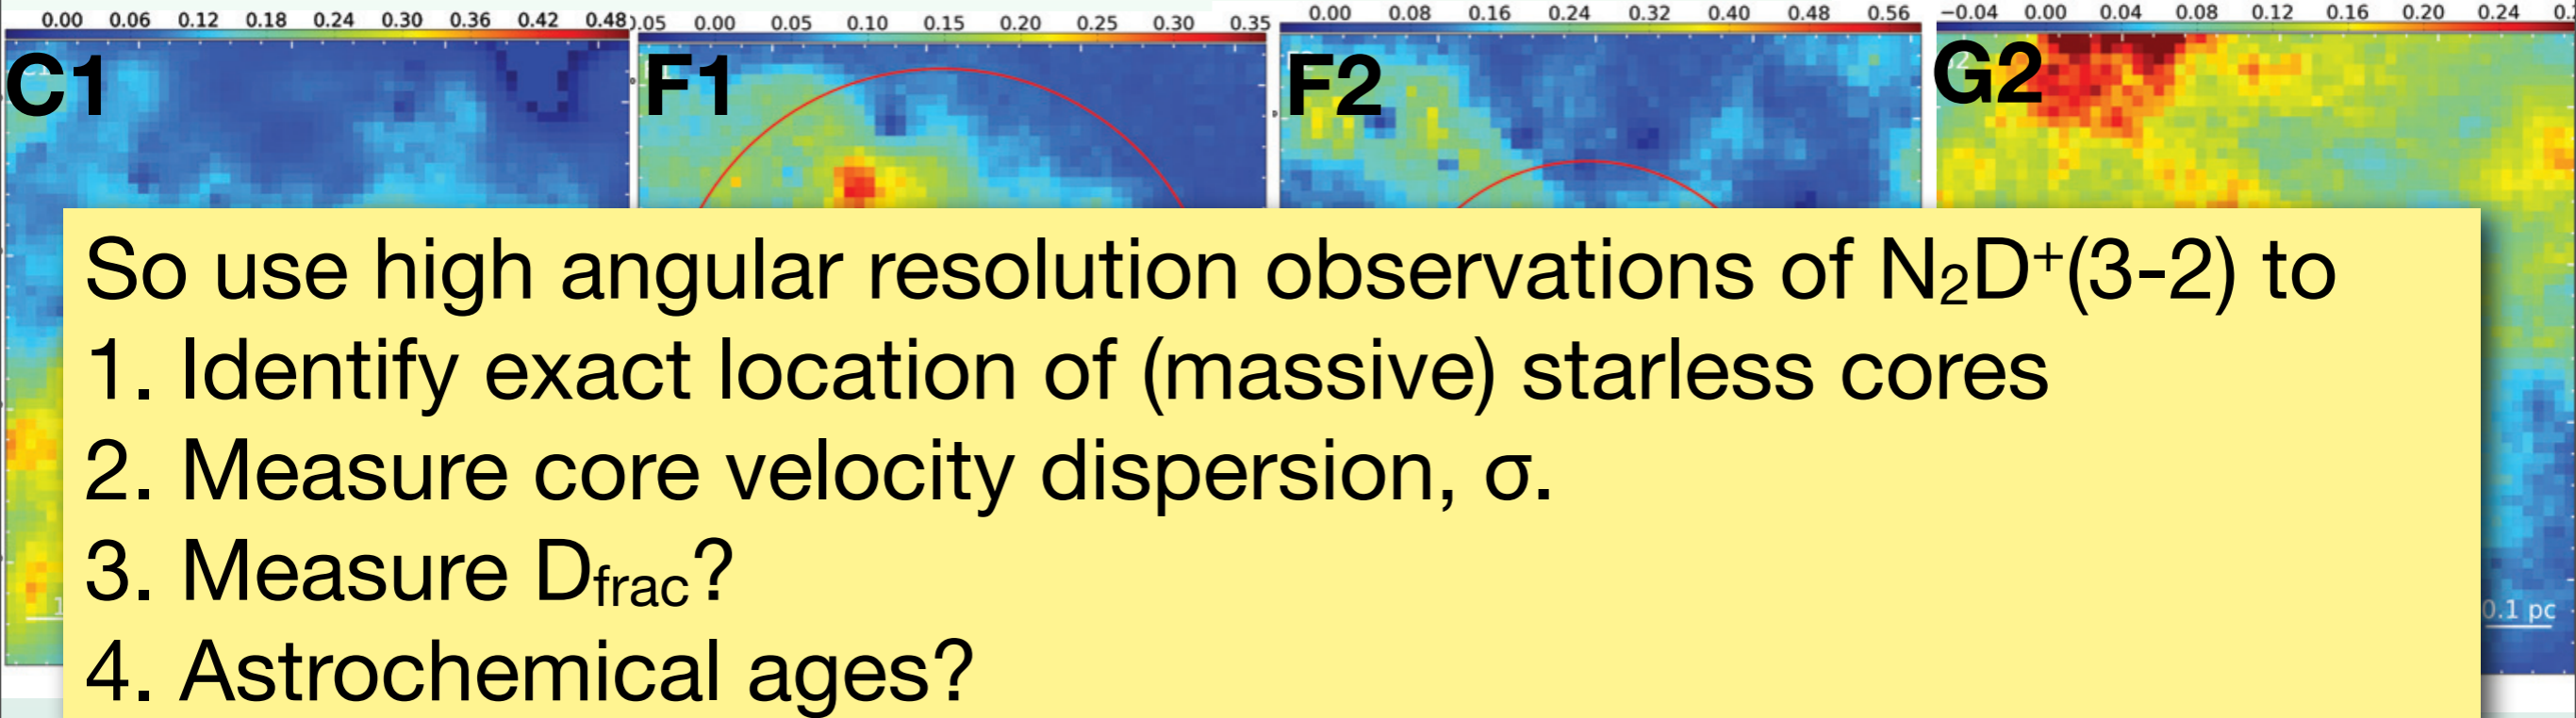 0.00 0.06 0.12 0.18 0.24 0.30 0.36 0.42 0.48
0.05 0.00 0.05 0.10 0.15 0.20 0.25 0.30 0.35
0.00 0.08 0.16 0.24 0.32 0.40 0.48 0.56
−0.04 0.00 0.04 0.08 0.12 0.16 0.20 0.24
C1
F1
F2
G2
So use high angular resolution observations of N₂D⁺(3-2) to
1. Identify exact location of (massive) starless cores
2. Measure core velocity dispersion, σ.
3. Measure Dfrac?
4. Astrochemical ages?
0.1 pc